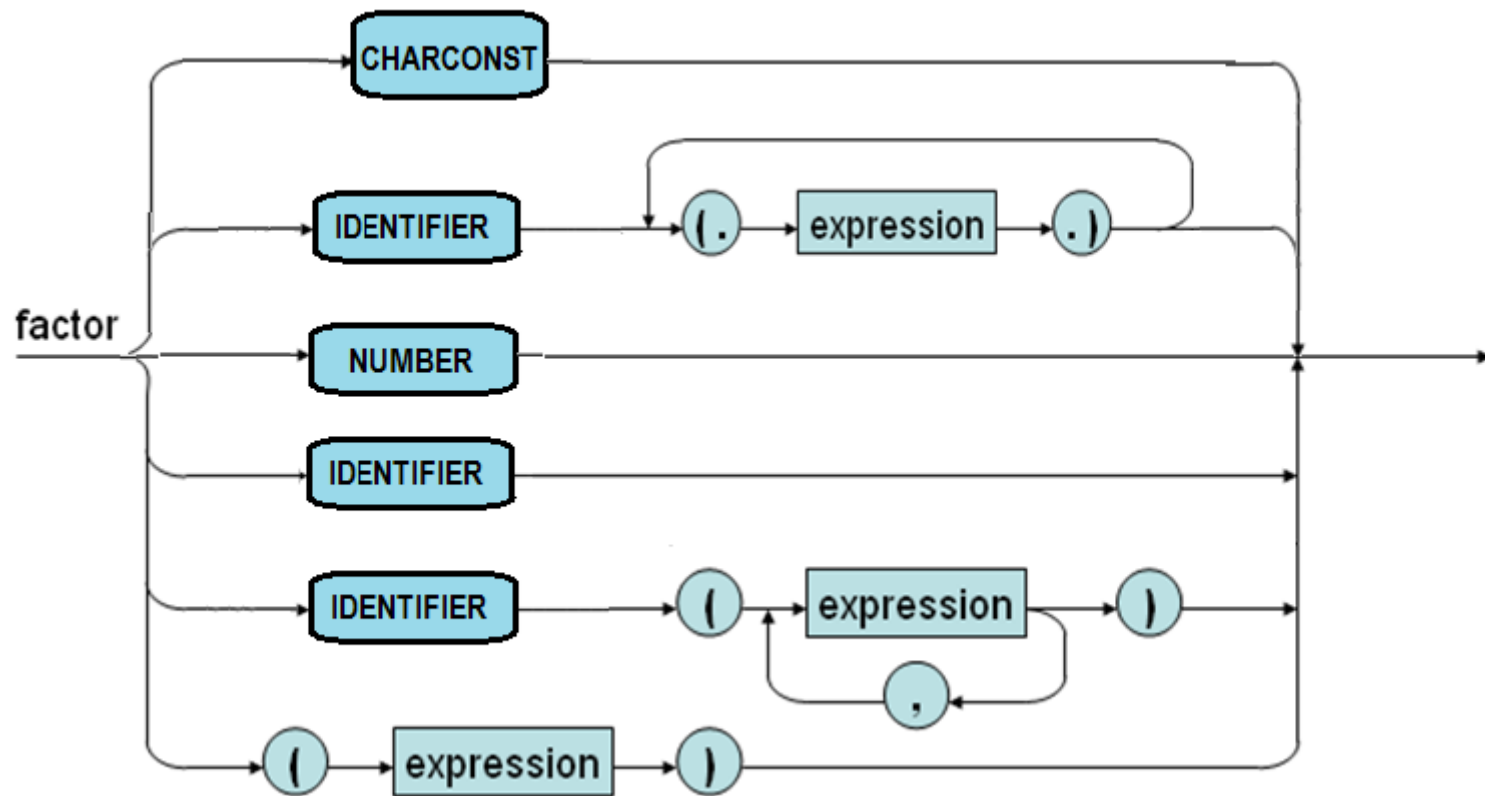 CHARCONST
IDENTIFIER (. expression .)
factor
NUMBER
IDENTIFIER
IDENTIFIER ( expression )
,
( expression )